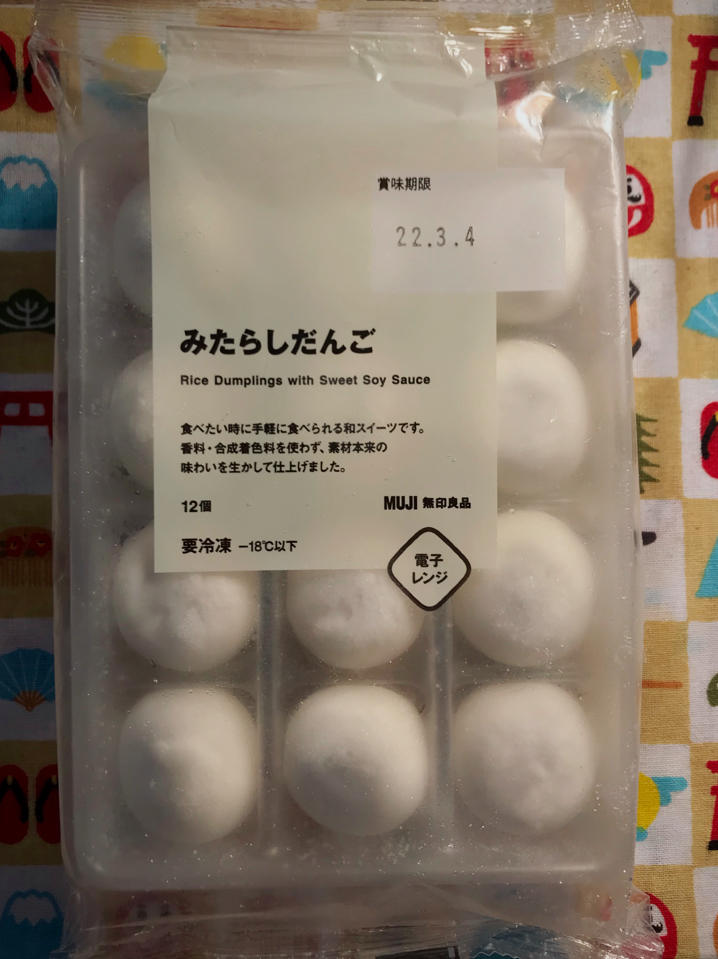 賞味期限
22.3.4
みたらしだんご
Rice Dumplings with Sweet Soy Sauce
食べたい時に手軽に食べられる和スイーツです。
香料・合成着色料を使わず、素材本来の
味わいを生かして仕上げました。
12個
MUJI 無印良品
要冷凍 −18℃以下
電子
レンジ